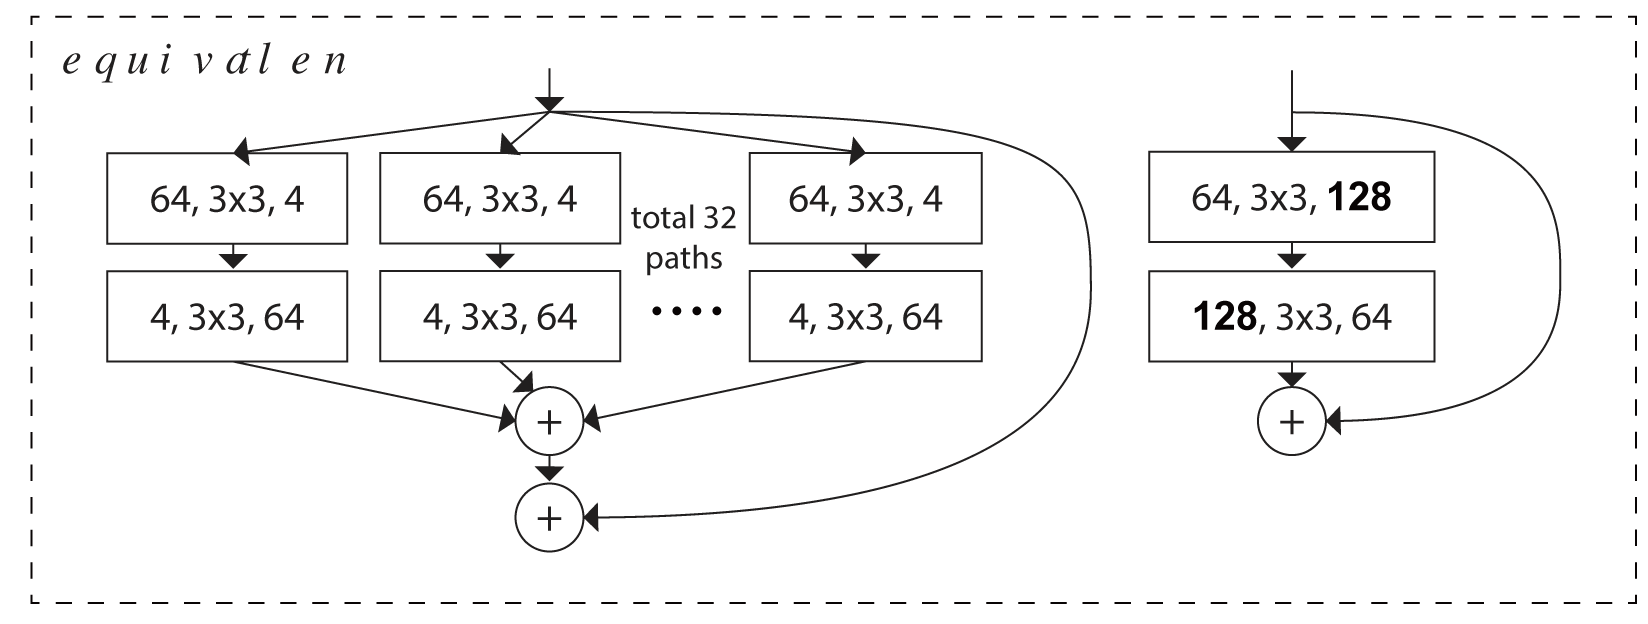 equivalen
64, 3x3, 4
64, 3x3, 4
64, 3x3, 4
64, 3x3, 128
total 32
paths
4, 3x3, 64
4, 3x3, 64
....
4, 3x3, 64
128, 3x3, 64
+
+
+